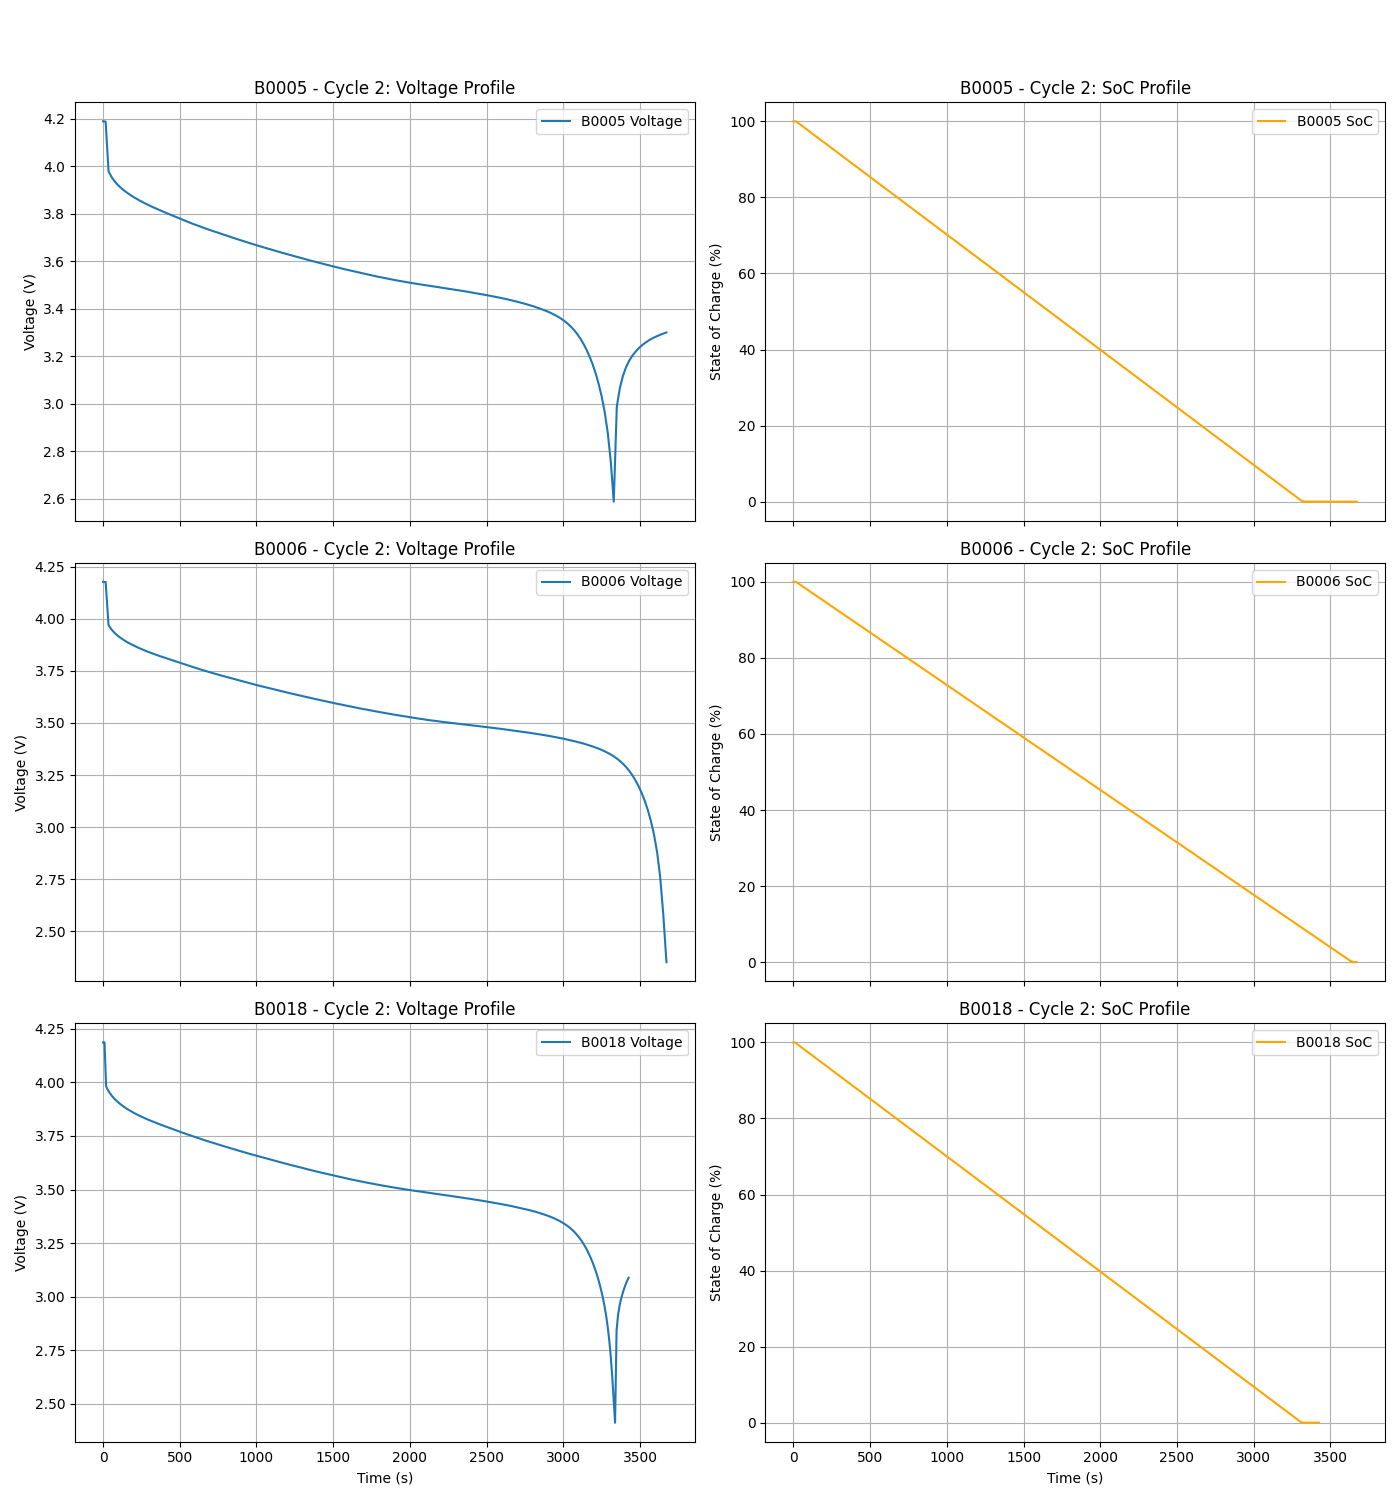 B0005 - Cycle 2: Voltage Profile
B0005 Voltage
4.2
4.0
3.8
3.6
3.4
3.2
3.0
2.8
2.6
Voltage (V)
B0005 - Cycle 2: SoC Profile
B0005 SoC
100
80
60
40
20
0
State of Charge (%)
B0006 - Cycle 2: Voltage Profile
B0006 Voltage
4.25
4.00
3.75
3.50
3.25
3.00
2.75
2.50
Voltage (V)
B0006 - Cycle 2: SoC Profile
B0006 SoC
100
80
60
40
20
0
State of Charge (%)
B0018 - Cycle 2: Voltage Profile
B0018 Voltage
4.25
4.00
3.75
3.50
3.25
3.00
2.75
2.50
Voltage (V)
0 500 1000 1500 2000 2500 3000 3500
Time (s)
B0018 - Cycle 2: SoC Profile
B0018 SoC
100
80
60
40
20
0
State of Charge (%)
0 500 1000 1500 2000 2500 3000 3500
Time (s)